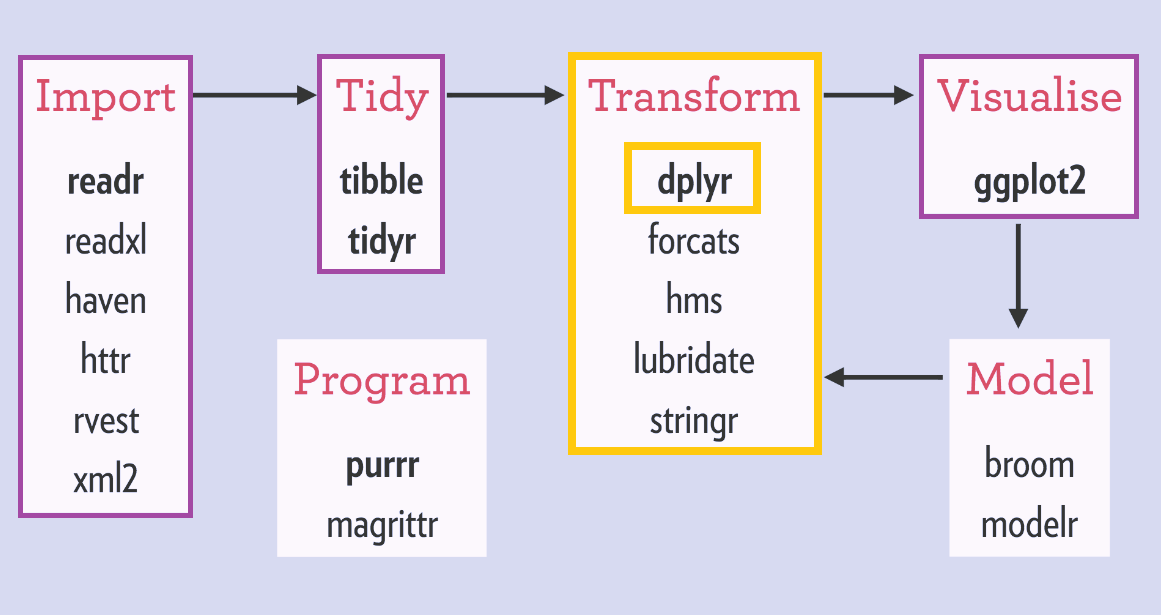 Import
readr
readxl
haven
httr
rvest
xml2
Tidy
tibble
tidyr
Program
purrr
magrittr
Transform
dplyr
forcats
hms
lubridate
stringr
Visualise
ggplot2
Model
broom
modelr